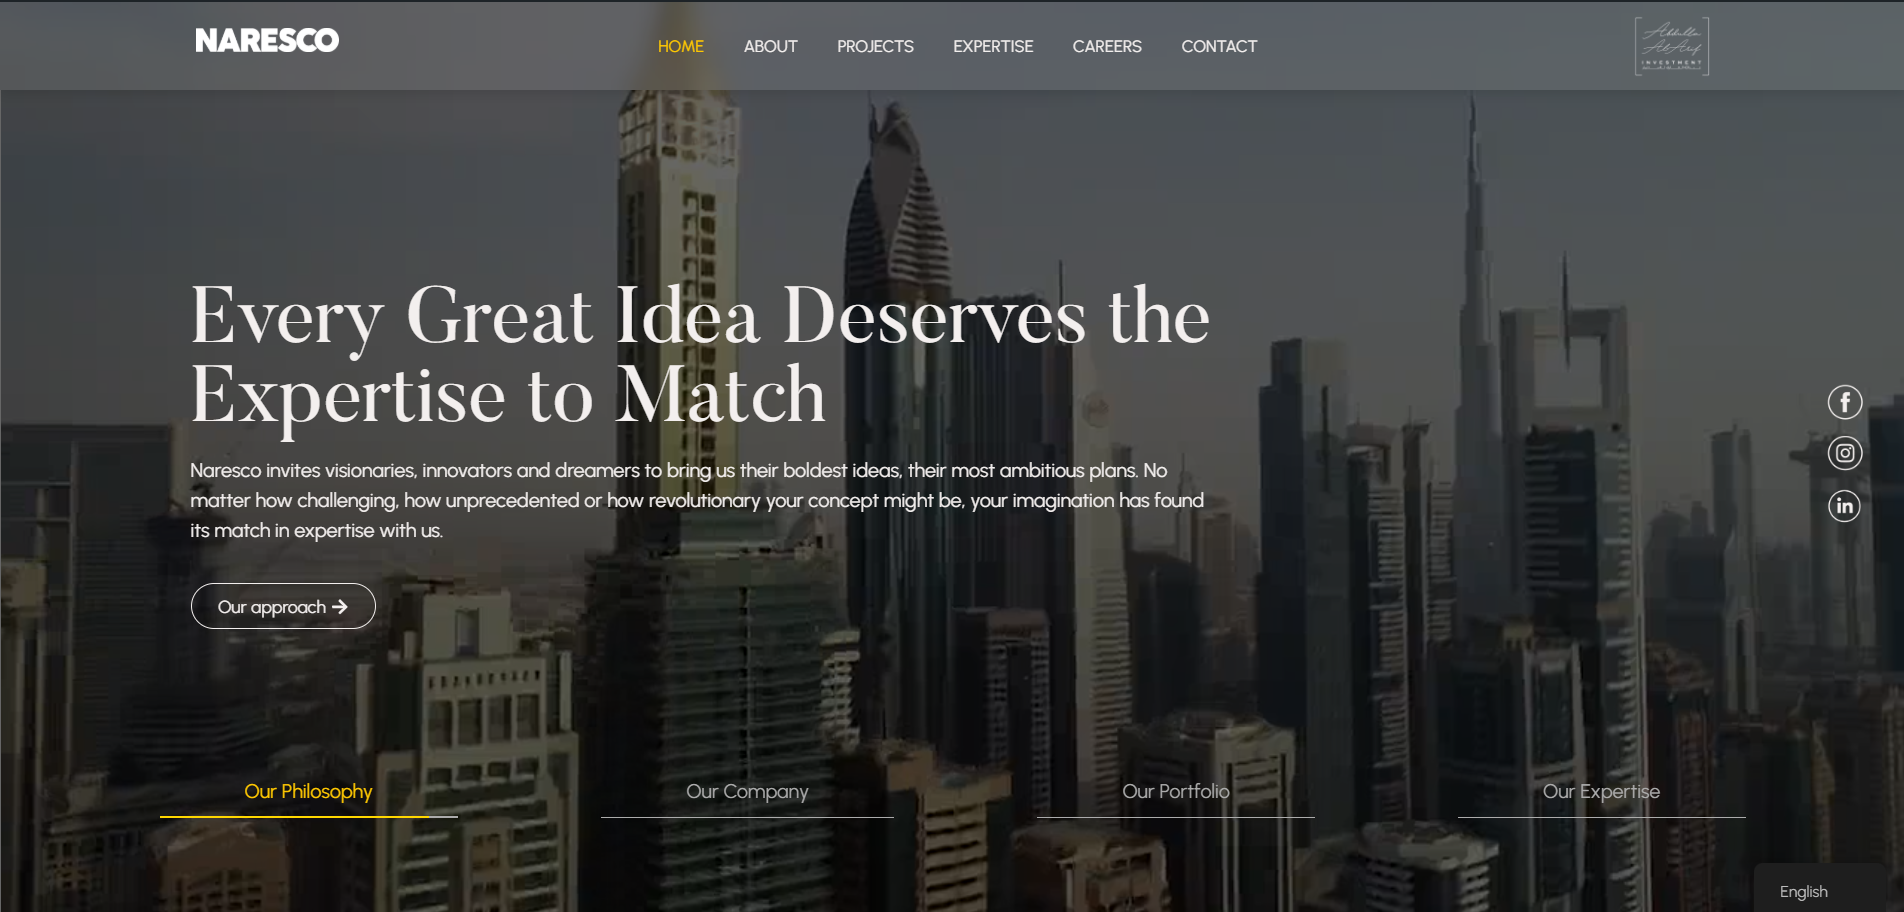 NARESCO
HOME ABOUT PROJECTS EXPERTISE CAREERS CONTACT
Abdulla
Al Arif
INVESTMENT
Every Great Idea Deserves the
Expertise to Match
Naresco invites visionaries, innovators and dreamers to bring us their boldest ideas, their most ambitious plans. No
matter how challenging, how unprecedented or how revolutionary your concept might be, your imagination has found
its match in expertise with us.
Our approach
Our Philosophy Our Company Our Portfolio Our Expertise
English